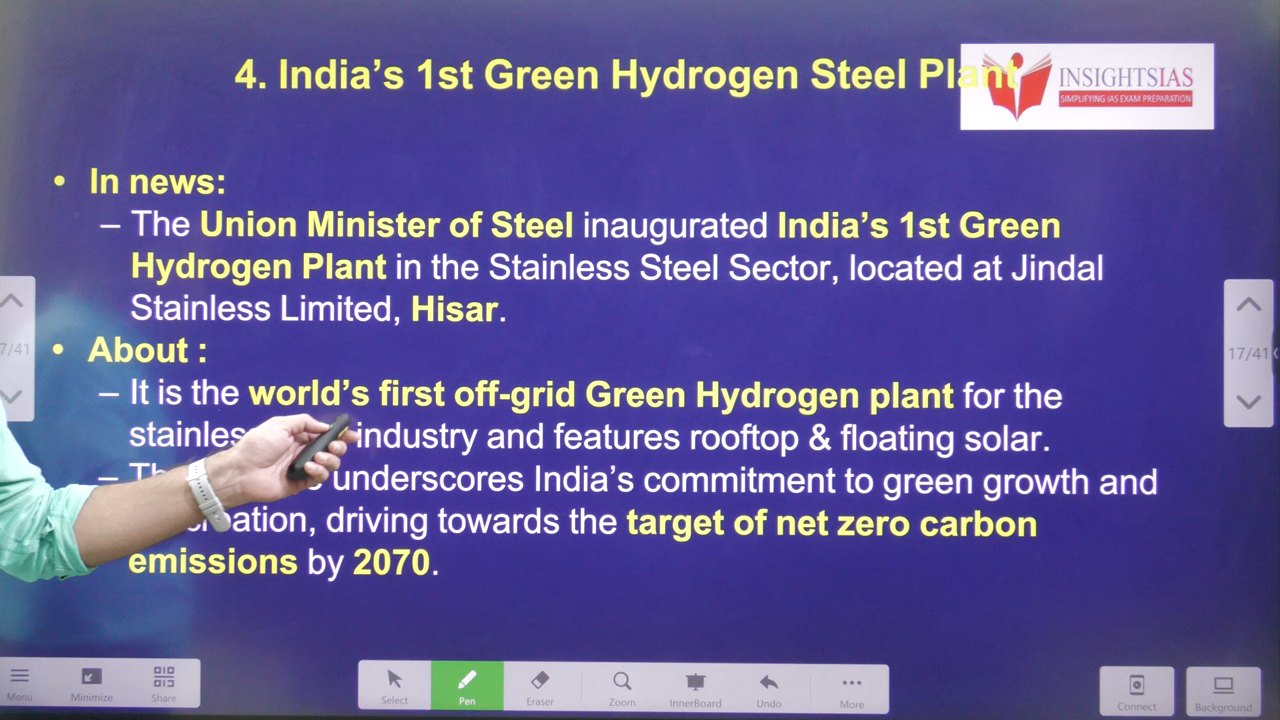 4. India's 1st Green Hydrogen Steel Plant
INSIGHTSIAS
SIMPLIFYING IAS EXAM PREPARATION
• In news:
– The Union Minister of Steel inaugurated India's 1st Green
Hydrogen Plant in the Stainless Steel Sector, located at Jindal
Stainless Limited, Hisar.
• About :
– It is the world's first off-grid Green Hydrogen plant for the
industry and features rooftop & floating solar.
– underscores India's commitment to green growth and
driving towards the target of net zero carbon
emissions by 2070.
7/41
17/41
Menu
Minimize
Share
Select
Pen
Eraser
Zoom
InnerBoard
Undo
More
Connect
Background